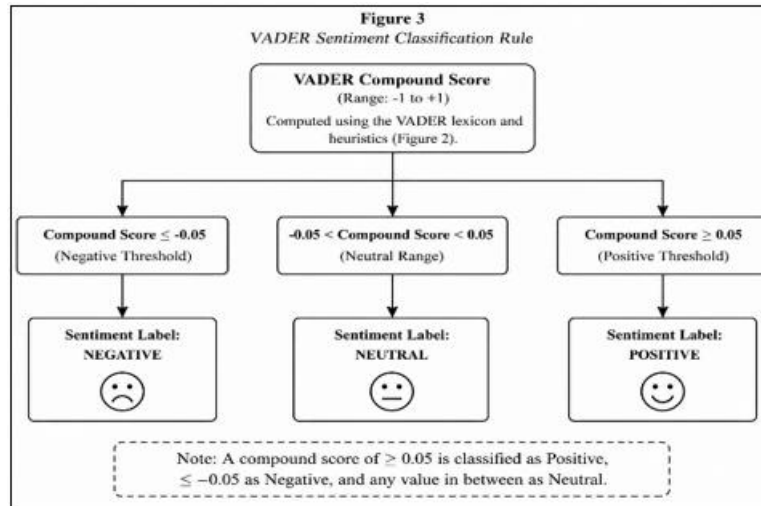 Figure 3
VADER Sentiment Classification Rule
VADER Compound Score
(Range: -1 to +1)
Computed using the VADER lexicon and
heuristics (Figure 2).
Compound Score ≤ -0.05
(Negative Threshold)
-0.05 < Compound Score < 0.05
(Neutral Range)
Compound Score ≥ 0.05
(Positive Threshold)
Sentiment Label:
NEGATIVE
Sentiment Label:
NEUTRAL
Sentiment Label:
POSITIVE
Note: A compound score of ≥ 0.05 is classified as Positive,
≤ −0.05 as Negative, and any value in between as Neutral.